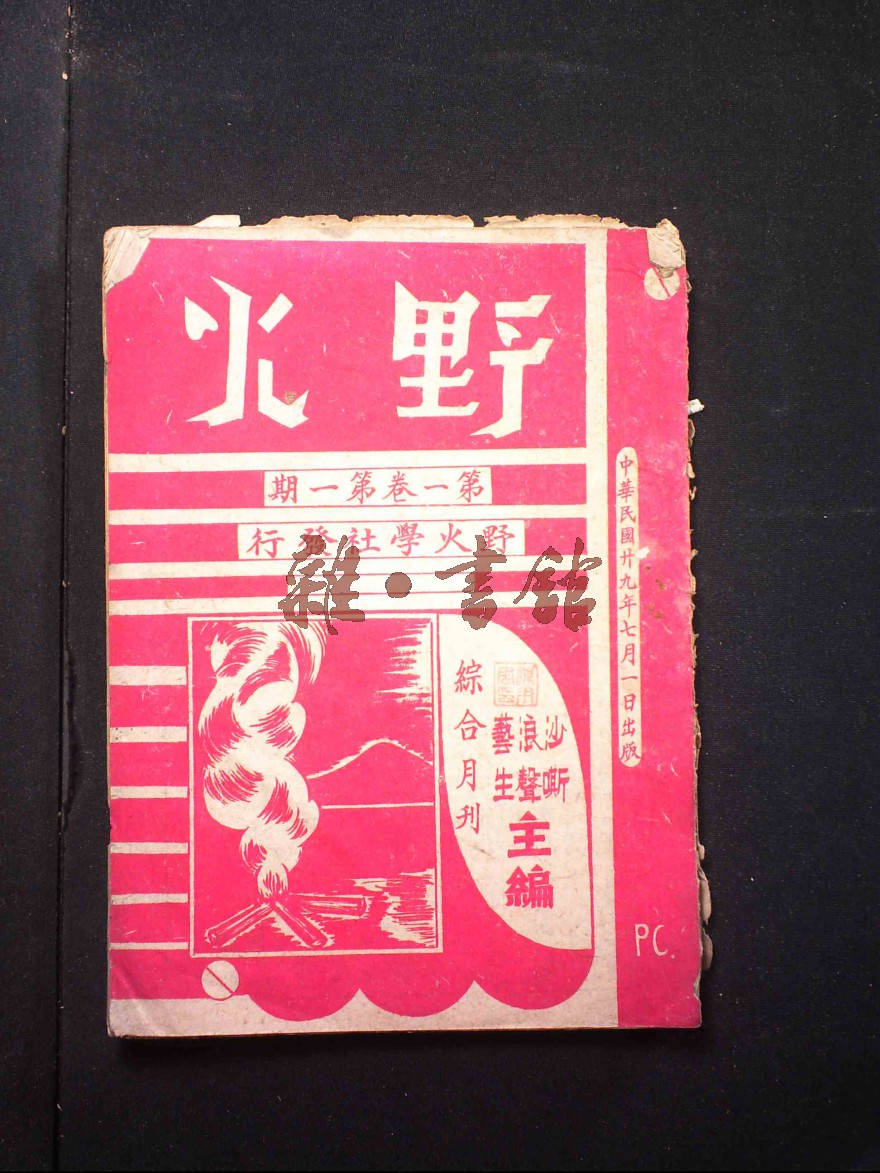 野火
第一卷第一期
野火學社發行
雜·書館
綜合月刊
沙嘶
浪聲
藝生
主編
中華民國廿九年七月一日出版
PC.